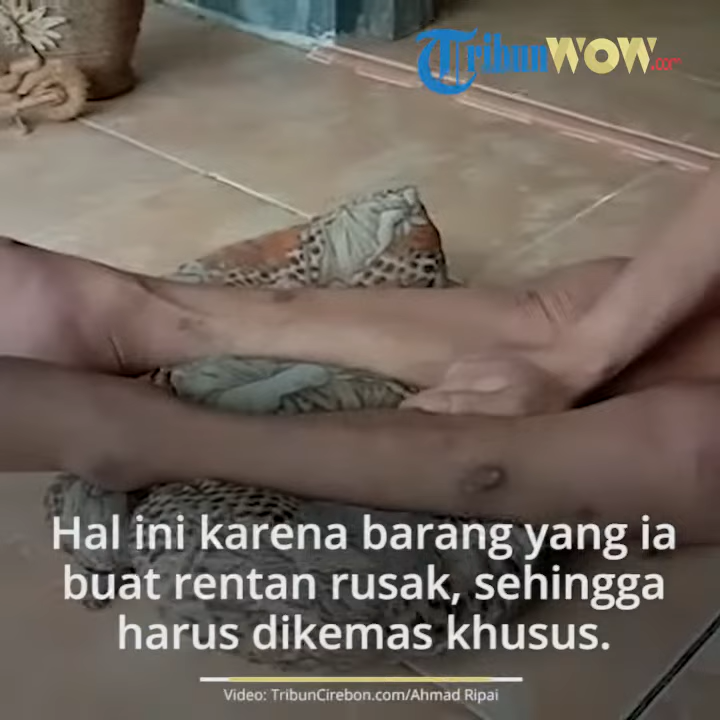 TribunWOW.com
Hal ini karena barang yang ia
buat rentan rusak, sehingga
harus dikemas khusus.
Video: TribunCirebon.com/Ahmad Ripai